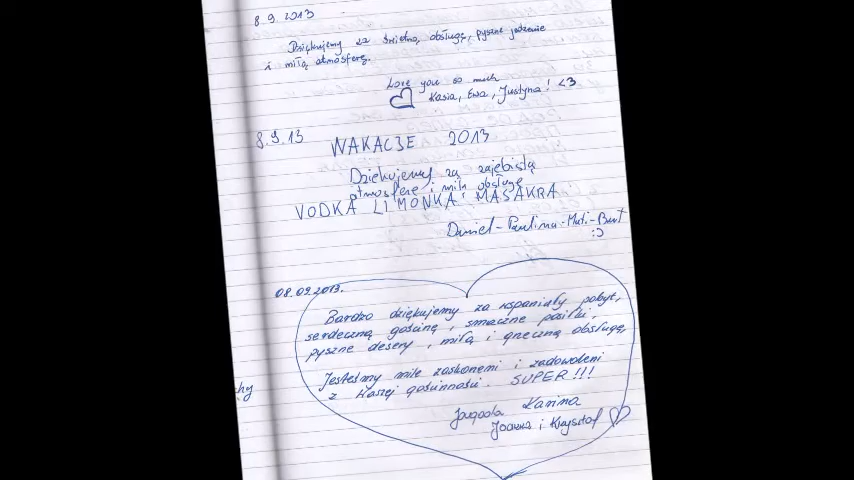 8.9.2013
Dziękujemy za świetną obsługę, pyszne jedzenie
i miłą atmosferę.
Love you so much
Kasia, Ewa, Justyna! <3
8.9.13 WAKACJE 2013
Dziękujemy za zajebistą
atmosferę i miłą obsługę
VODKA LIMONKA, MASAKRA
Daniel-Paulina-Mati-Bart
:)
08.09.2013.
Bardzo dziękujemy za wspaniały pobyt,
serdeczną gościnę, smaczne posiłki,
pyszne desery, miłą i grzeczną obsługę,
Jesteśmy mile zaskoczeni i zadowoleni
z Waszej gościnności. SUPER!!!
Jagoda Karina
Joanna i Krzysztof
chy